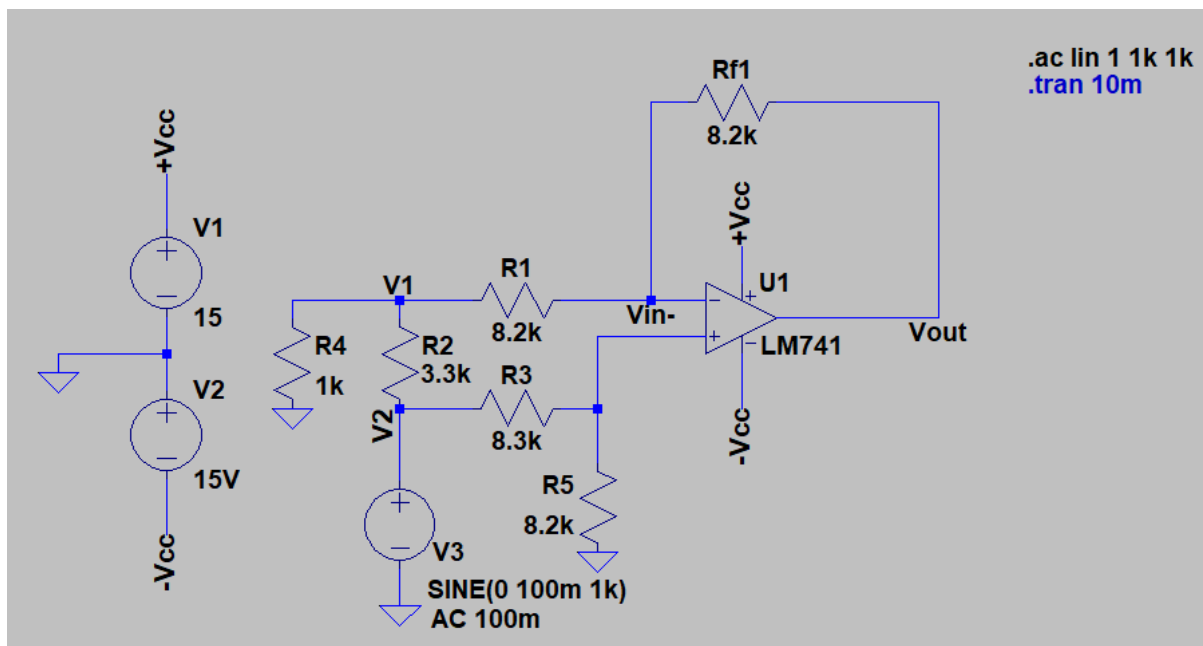 .ac lin 1 1k 1k
.tran 10m
Rf1
8.2k
+Vcc
V1
15
V2
15V
-Vcc
V1
R1
8.2k
Vin-
R4
1k
R2
3.3k
V2
R3
8.3k
R5
8.2k
V3
SINE(0 100m 1k)
AC 100m
+Vcc
U1
LM741
-Vcc
Vout